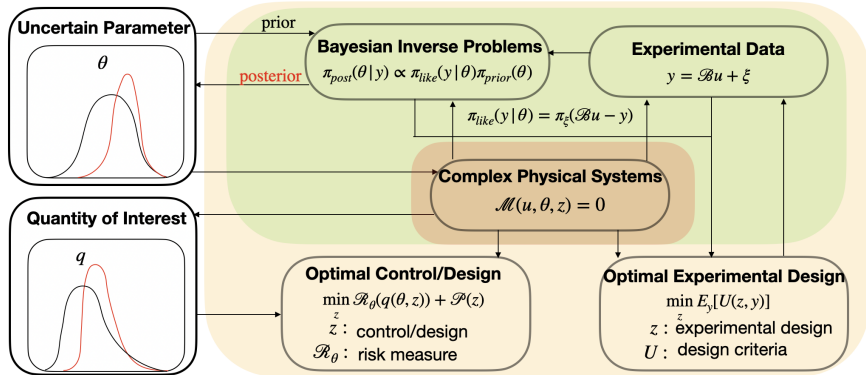 Uncertain Parameter
θ
prior
posterior
Bayesian Inverse Problems
π_post(θ|y) ∝ π_like(y|θ)π_prior(θ)
Experimental Data
y = ℬu + ξ
π_like(y|θ) = π_ξ(ℬu − y)
Complex Physical Systems
ℳ(u, θ, z) = 0
Quantity of Interest
q
Optimal Control/Design
min_z ℛ_θ(q(θ, z)) + 𝒫(z)
z : control/design
ℛ_θ : risk measure
Optimal Experimental Design
min_z E_y[U(z, y)]
z : experimental design
U : design criteria